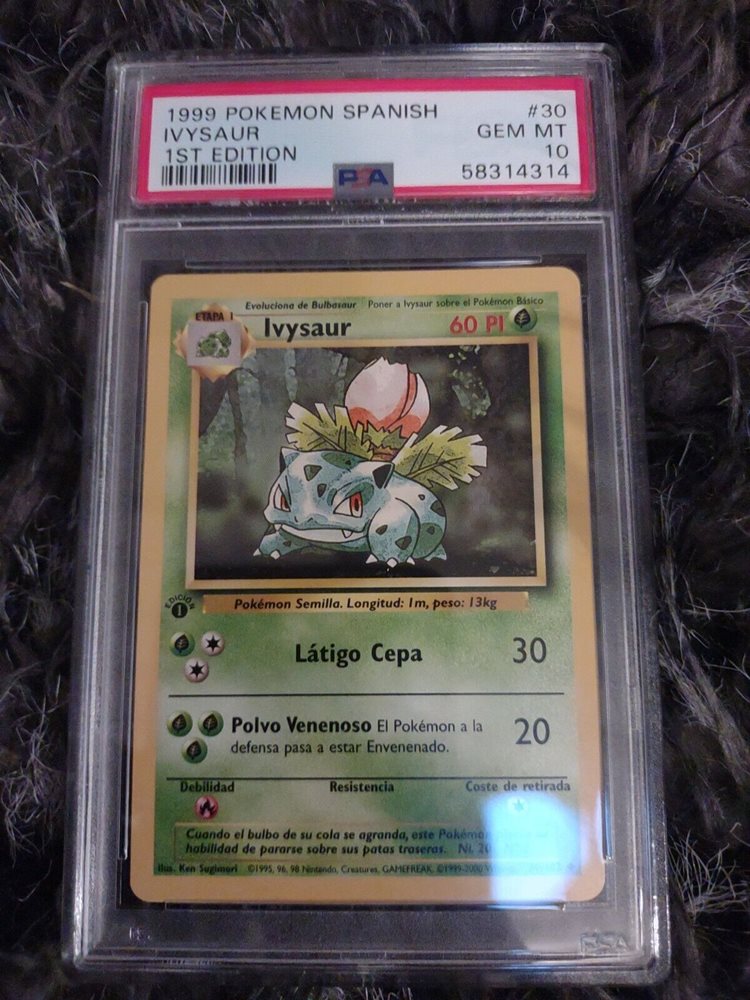 1999 POKEMON SPANISH #30
IVYSAUR GEM MT
1ST EDITION 10
PSA 58314314
Evoluciona de Bulbasaur Poner a Ivysaur sobre el Pokémon Básico
ETAPA 1
Ivysaur 60 PI
EDICIÓN
1
Pokémon Semilla. Longitud: 1m, peso: 13kg
Látigo Cepa 30
Polvo Venenoso El Pokémon a la 20
defensa pasa a estar Envenenado.
Debilidad Resistencia Coste de retirada
Cuando el bulbo de su cola se agranda, este Pokémon
habilidad de pararse sobre sus patas traseras. Ni. 20
Ilus. Ken Sugimori ©1995, 96, 98 Nintendo, Creatures, GAMEFREAK. ©1999-2000
PSA